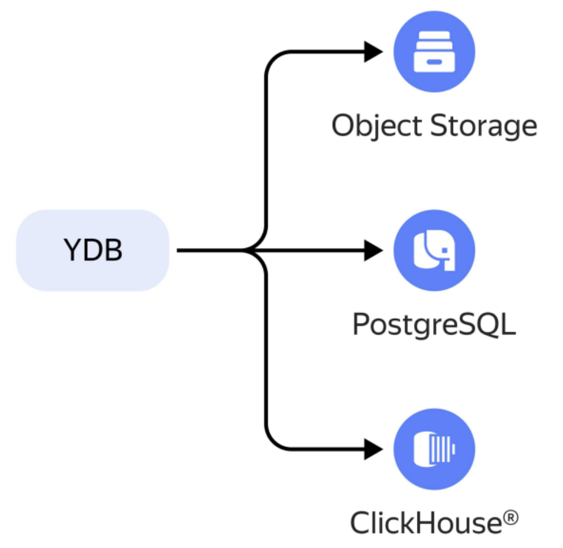 Object Storage
YDB
PostgreSQL
ClickHouse®